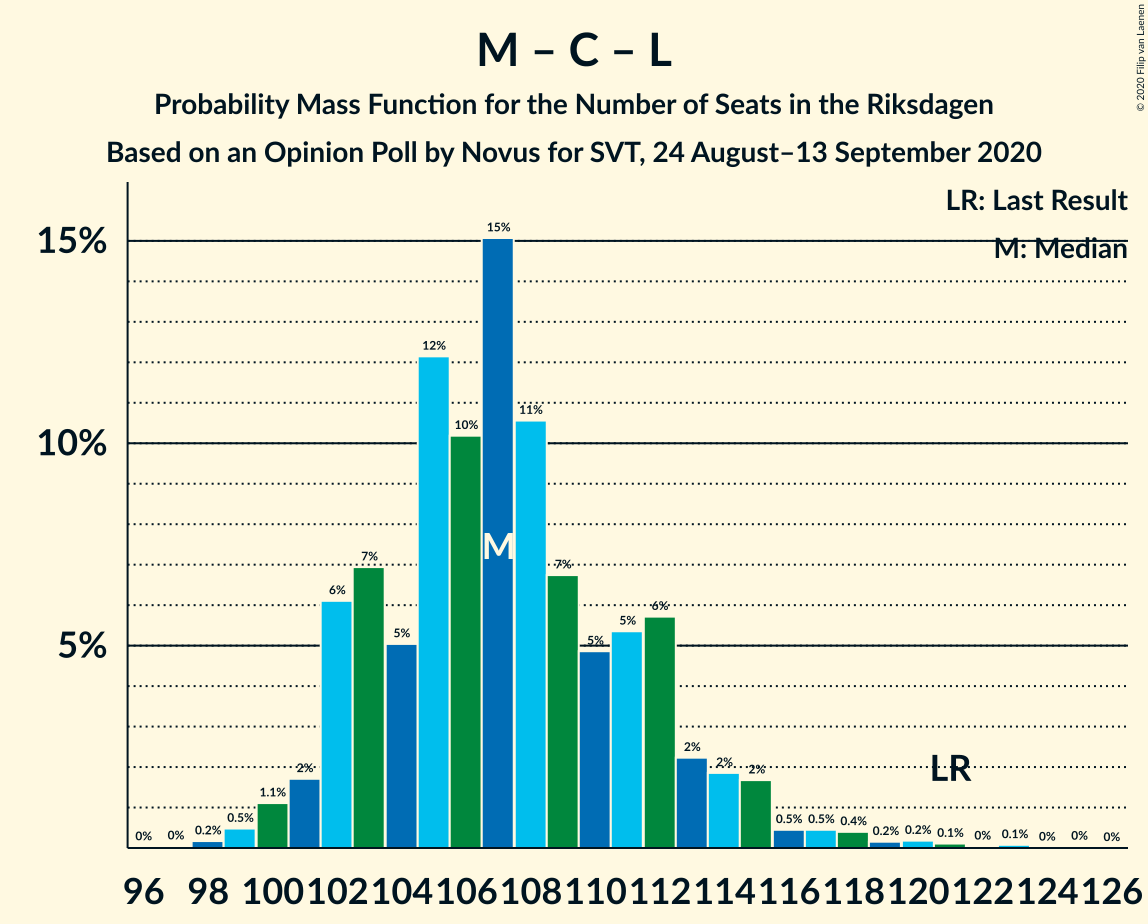 M – C – L
Probability Mass Function for the Number of Seats in the Riksdagen
Based on an Opinion Poll by Novus for SVT, 24 August–13 September 2020
© 2020 Filip van Laenen
LR: Last Result
M: Median
15%
10%
5%
0% 0% 0.2% 0.5% 1.1% 2% 6% 7% 5% 12% 10% 15% 11% 7% 5% 5% 6% 2% 2% 2% 0.5% 0.5% 0.4% 0.2% 0.2% 0.1% 0% 0.1% 0% 0% 0%
M
LR
96 98 100 102 104 106 108 110 112 114 116 118 120 122 124 126